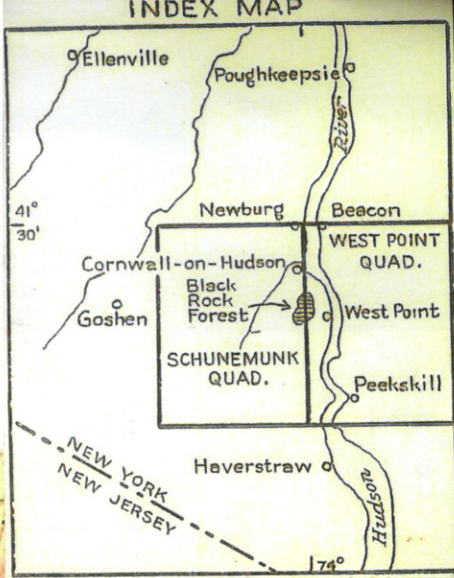 INDEX MAP
Ellenville
Poughkeepsie
River
41°
30'
Newburg
Beacon
WEST POINT
QUAD.
Cornwall-on-Hudson
Black
Rock
Forest
Goshen
West Point
SCHUNEMUNK
QUAD.
Peekskill
NEW YORK
NEW JERSEY
Haverstraw
Hudson
74°